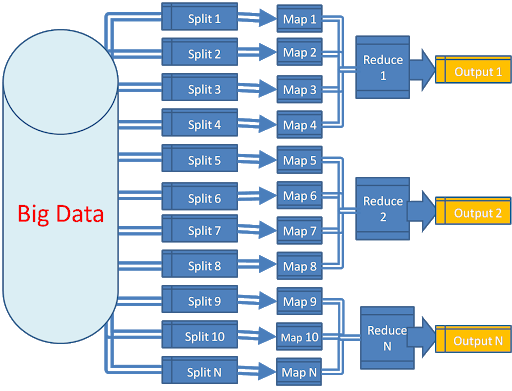 Big Data
Split 1
Split 2
Split 3
Split 4
Split 5
Split 6
Split 7
Split 8
Split 9
Split 10
Split N
Map 1
Map 2
Map 3
Map 4
Map 5
Map 6
Map 7
Map 8
Map 9
Map 10
Map N
Reduce
1
Reduce
2
Reduce
N
Output 1
Output 2
Output N